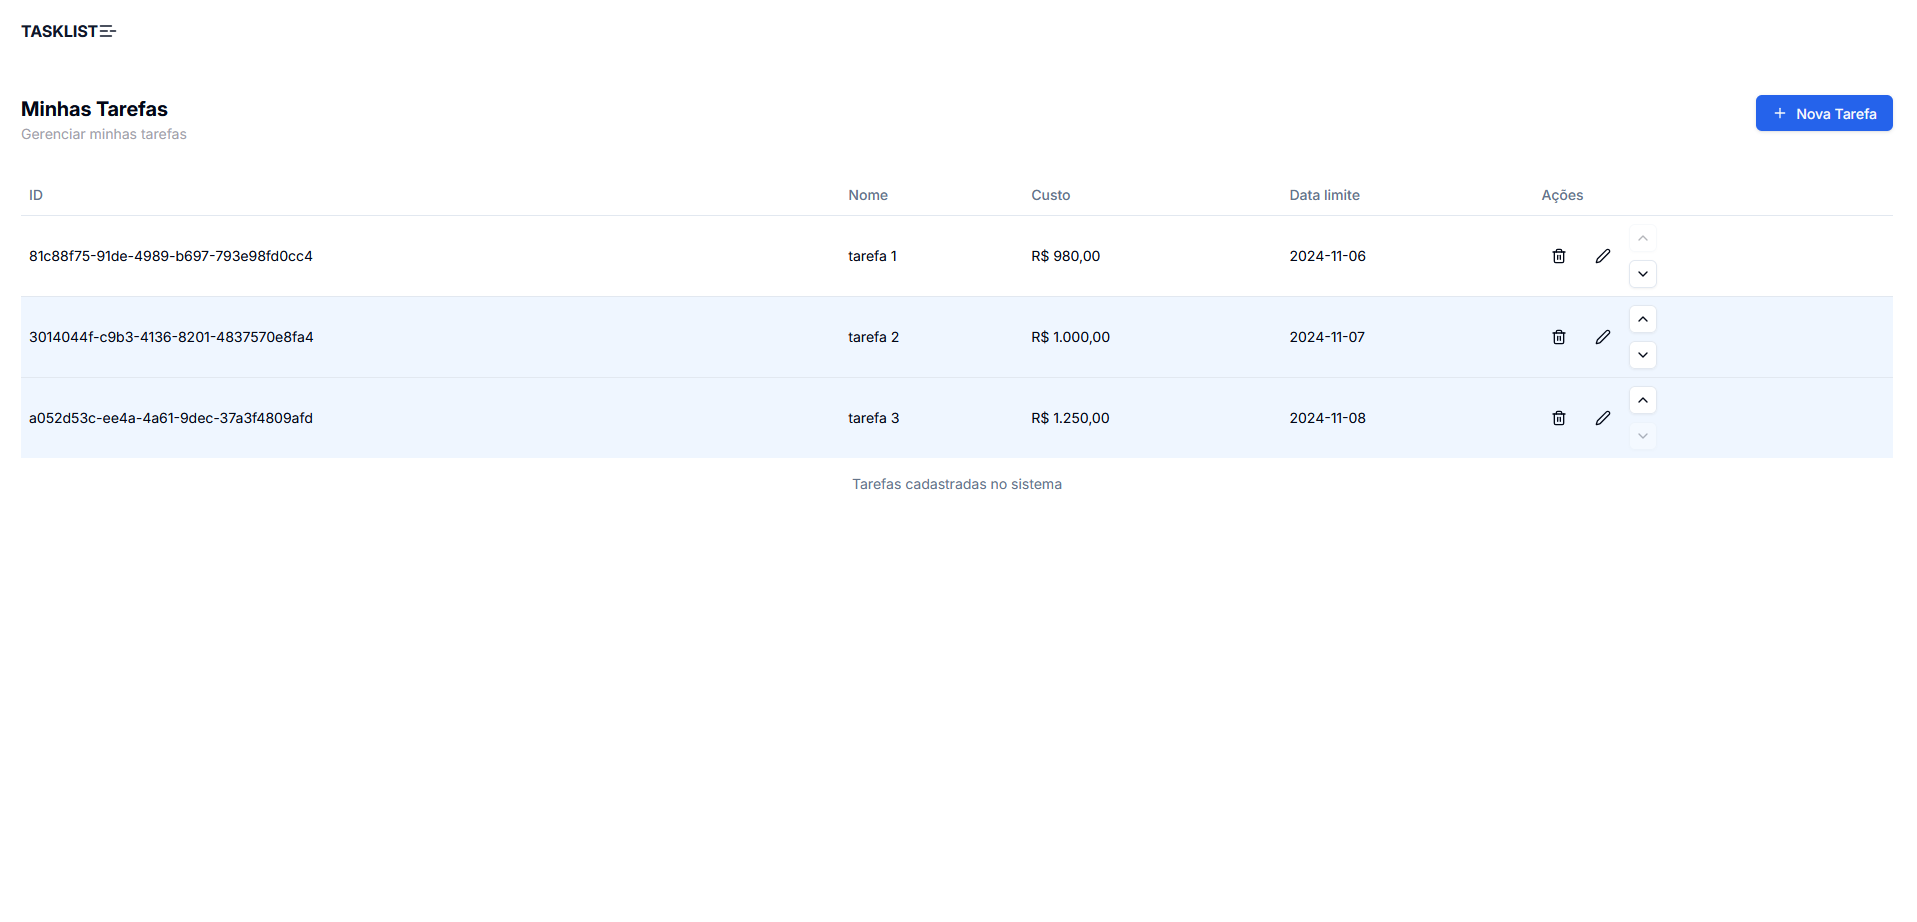 TASKLIST
Minhas Tarefas
Gerenciar minhas tarefas
Nova Tarefa
ID Nome Custo Data limite Ações
81c88f75-91de-4989-b697-793e98fd0cc4 tarefa 1 R$ 980,00 2024-11-06
3014044f-c9b3-4136-8201-4837570e8fa4 tarefa 2 R$ 1.000,00 2024-11-07
a052d53c-ee4a-4a61-9dec-37a3f4809afd tarefa 3 R$ 1.250,00 2024-11-08
Tarefas cadastradas no sistema